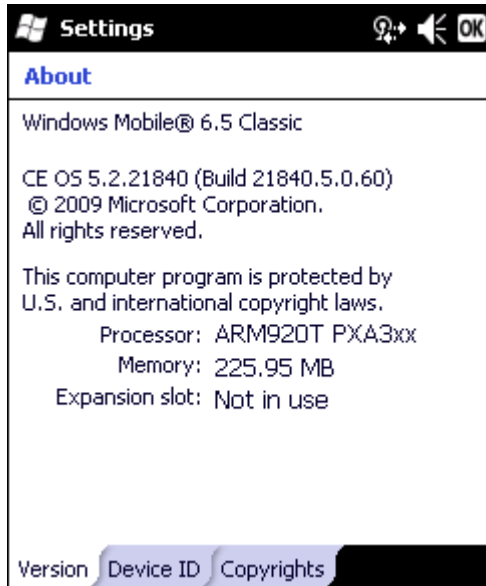 Settings
OK
About
Windows Mobile® 6.5 Classic
CE OS 5.2.21840 (Build 21840.5.0.60)
© 2009 Microsoft Corporation.
All rights reserved.
This computer program is protected by
U.S. and international copyright laws.
Processor: ARM920T PXA3xx
Memory: 225.95 MB
Expansion slot: Not in use
Version Device ID Copyrights